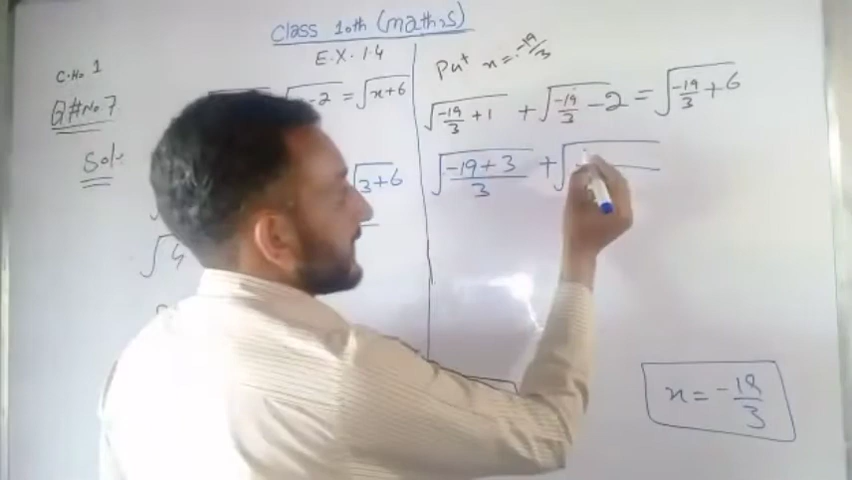 Class 10th (maths)
E.X. 1.4
C.No 1
Q#No.7
Sol:
-2 = √x+6
3+6
√4
Put x = -19/3
√-19/3 + 1 + √-19/3 - 2 = √-19/3 + 6
√-19+3/3 + √
x = -19/3